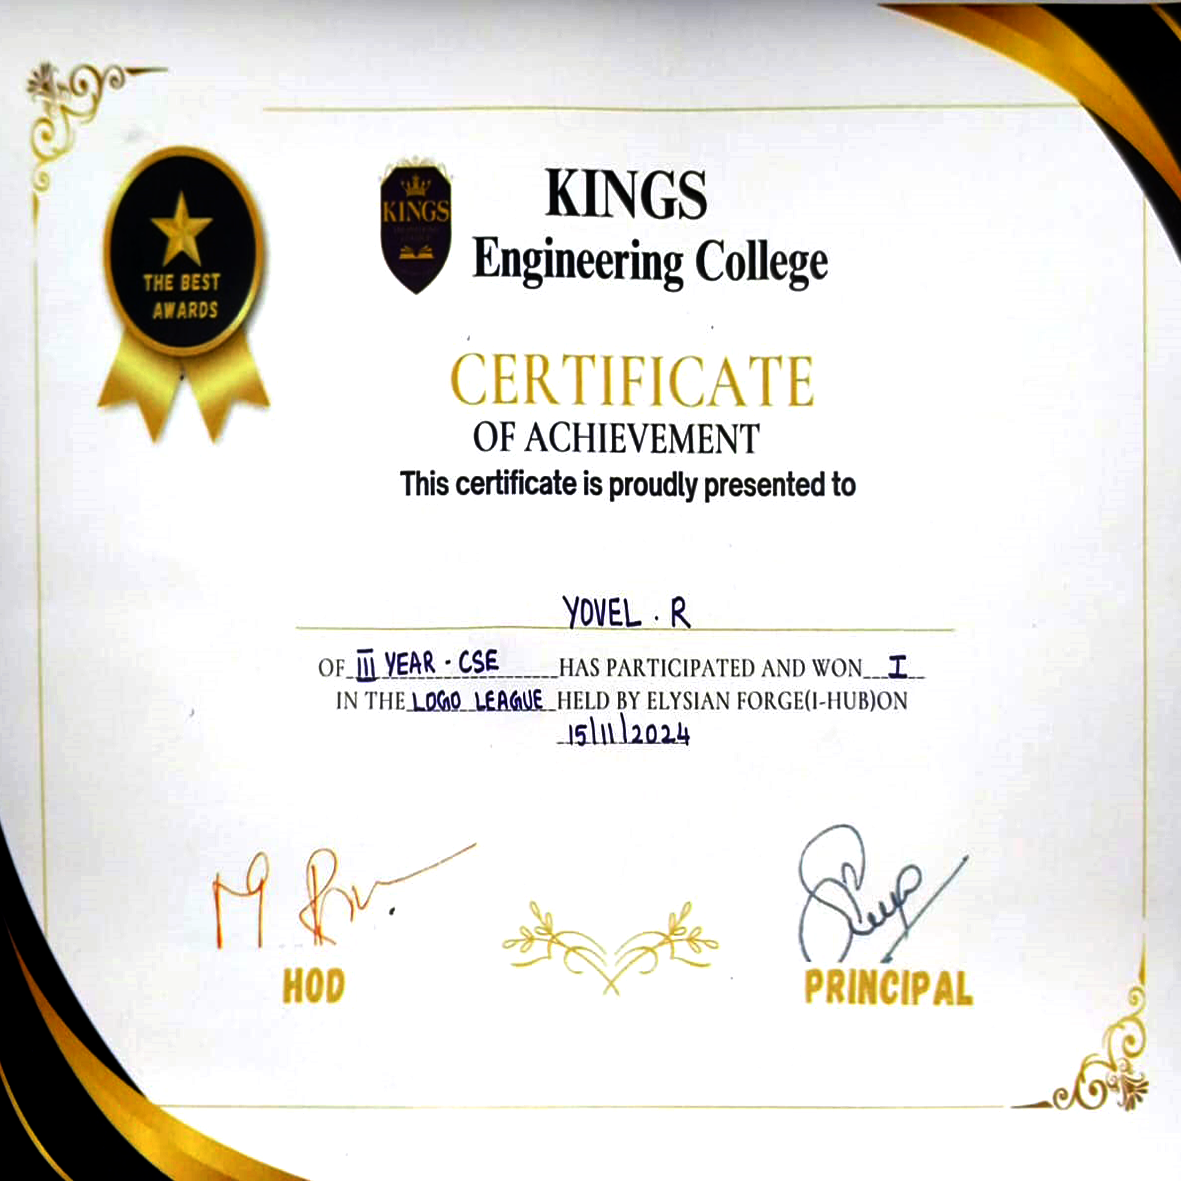 THE BEST
AWARDS
KINGS
KINGS
Engineering College
CERTIFICATE
OF ACHIEVEMENT
This certificate is proudly presented to
YOVEL . R
OF III YEAR - CSE HAS PARTICIPATED AND WON I
IN THE LOGO LEAGUE HELD BY ELYSIAN FORGE(I-HUB)ON
15/11/2024
HOD
PRINCIPAL